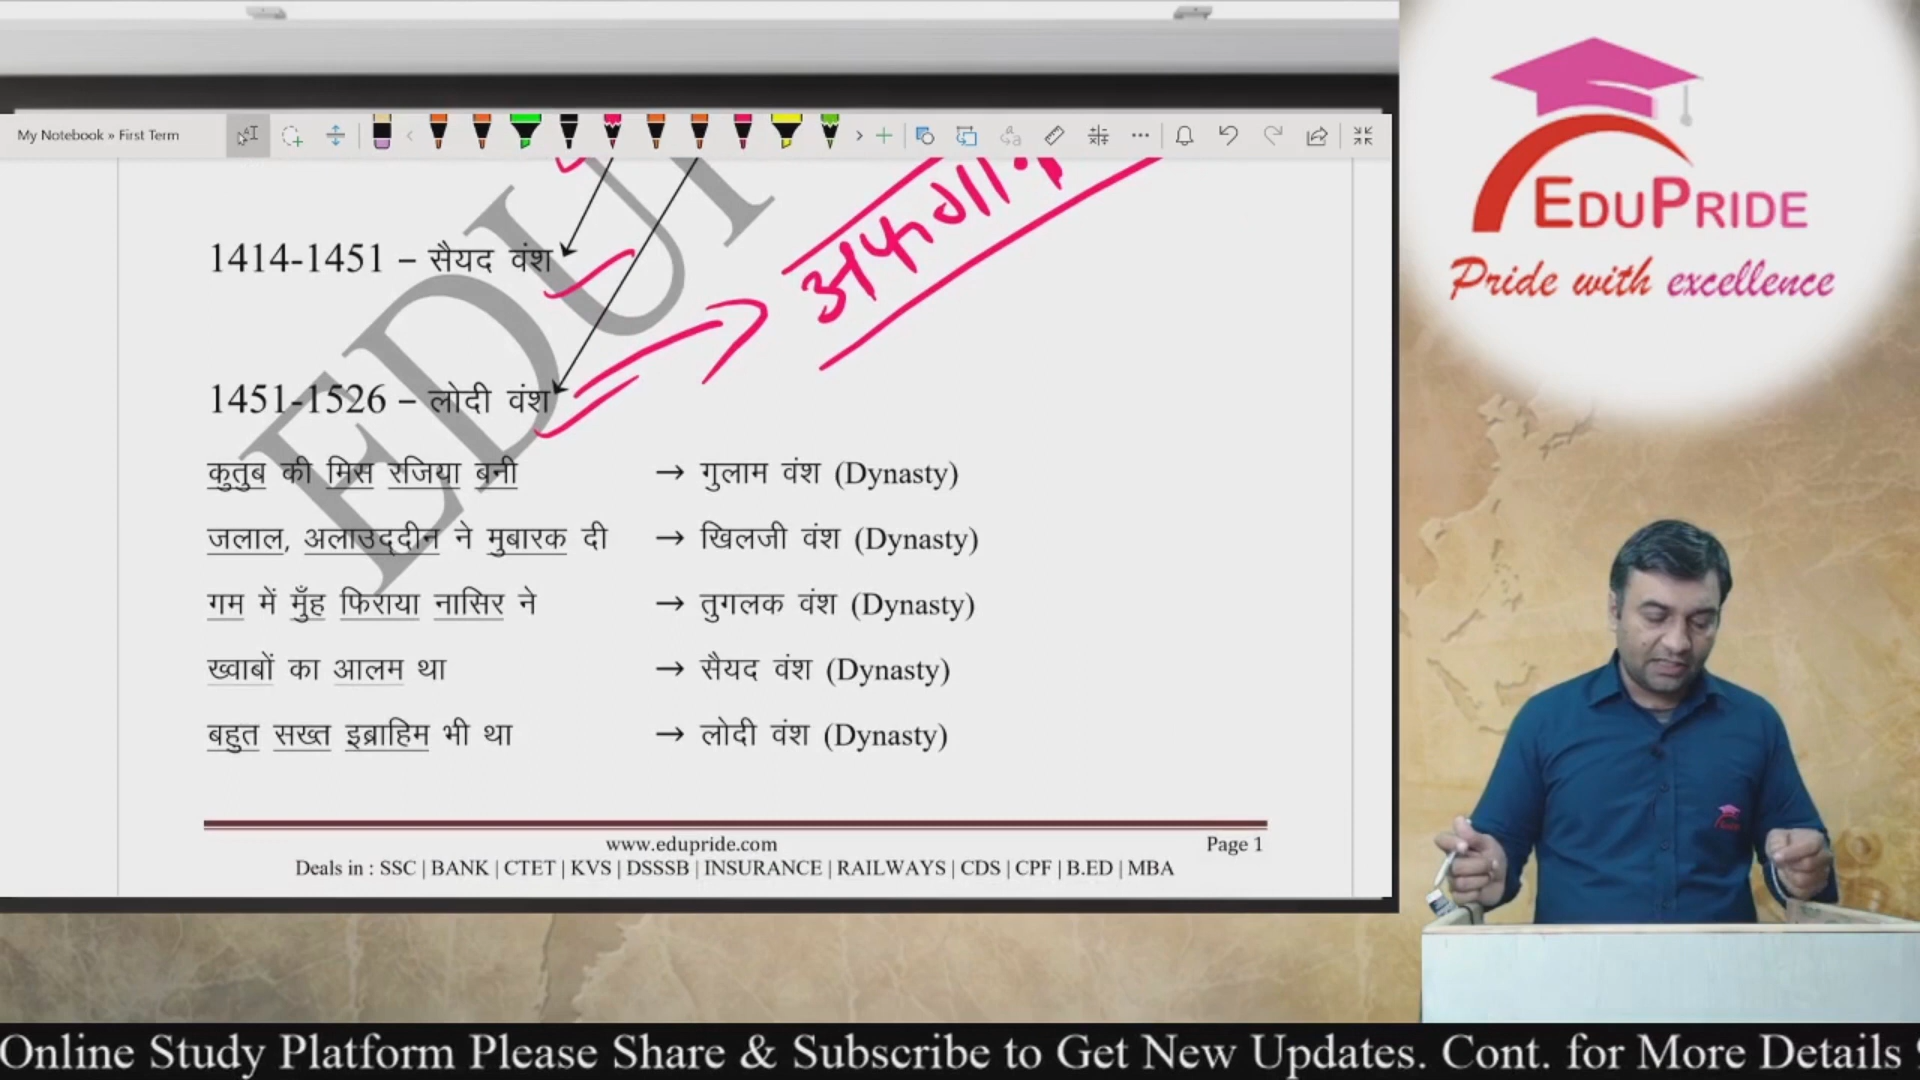 My Notebook » First Term
1414-1451 – सैयद वंश
1451-1526 – लोदी वंश
कुतुब की मिस रजिया बनी → गुलाम वंश (Dynasty)
जलाल, अलाउद्दीन ने मुबारक दी → खिलजी वंश (Dynasty)
गम में मुँह फिराया नासिर ने → तुगलक वंश (Dynasty)
ख्वाबों का आलम था → सैयद वंश (Dynasty)
बहुत सख्त इब्राहिम भी था → लोदी वंश (Dynasty)
www.edupride.com
Page 1
Deals in : SSC | BANK | CTET | KVS | DSSSB | INSURANCE | RAILWAYS | CDS | CPF | B.ED | MBA
EDUPRIDE
Pride with excellence
Online Study Platform Please Share & Subscribe to Get New Updates. Cont. for More Details